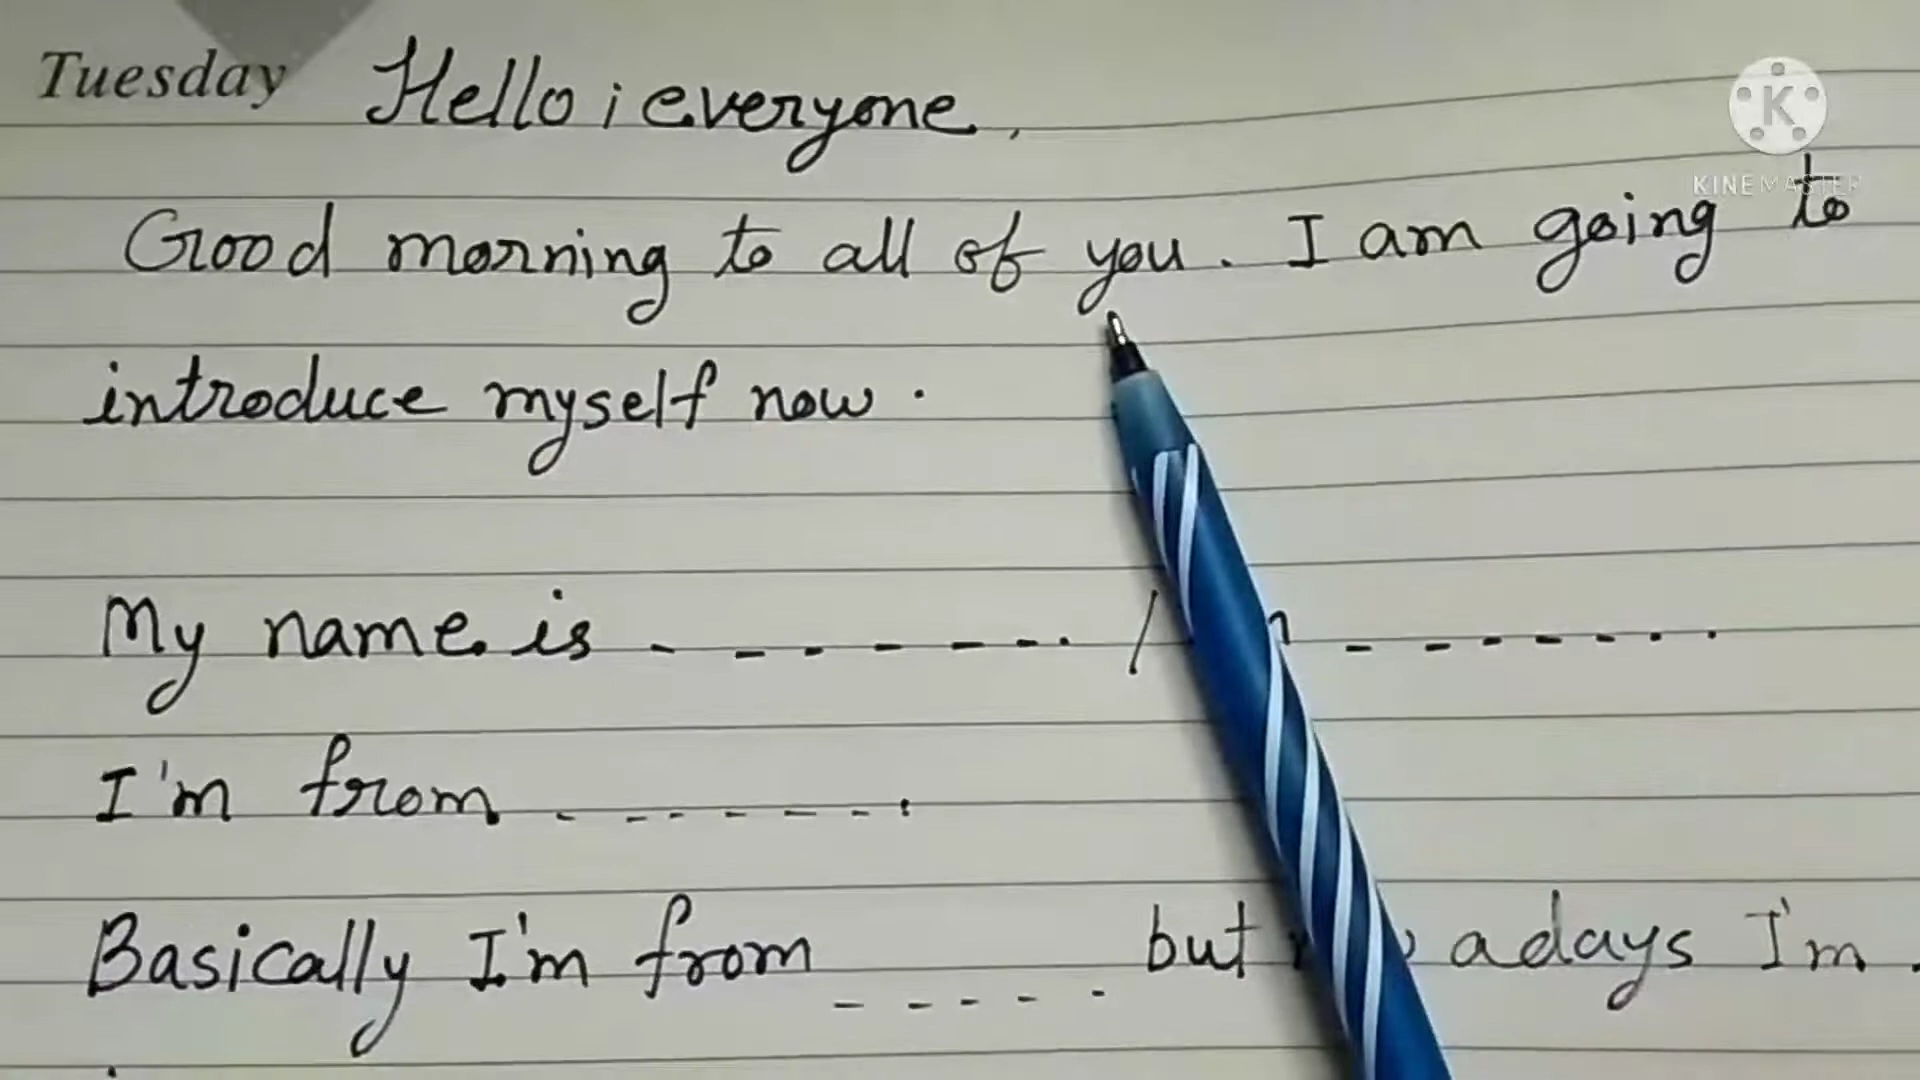 Tuesday Hello i everyone,
K
KINEMASTER
Good morning to all of you. I am going to
introduce myself now.
My name is - - - - - - . / - - - - - - . .
I'm from - - - - - - .
Basically I'm from - - - - . but adays I'm